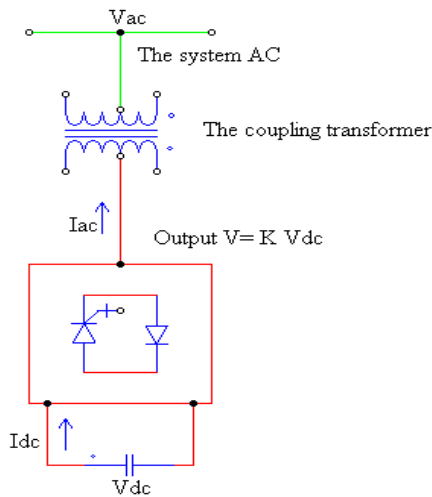 Vac
The system AC
The coupling transformer
Iac
Output V= K Vdc
Idc
Vdc